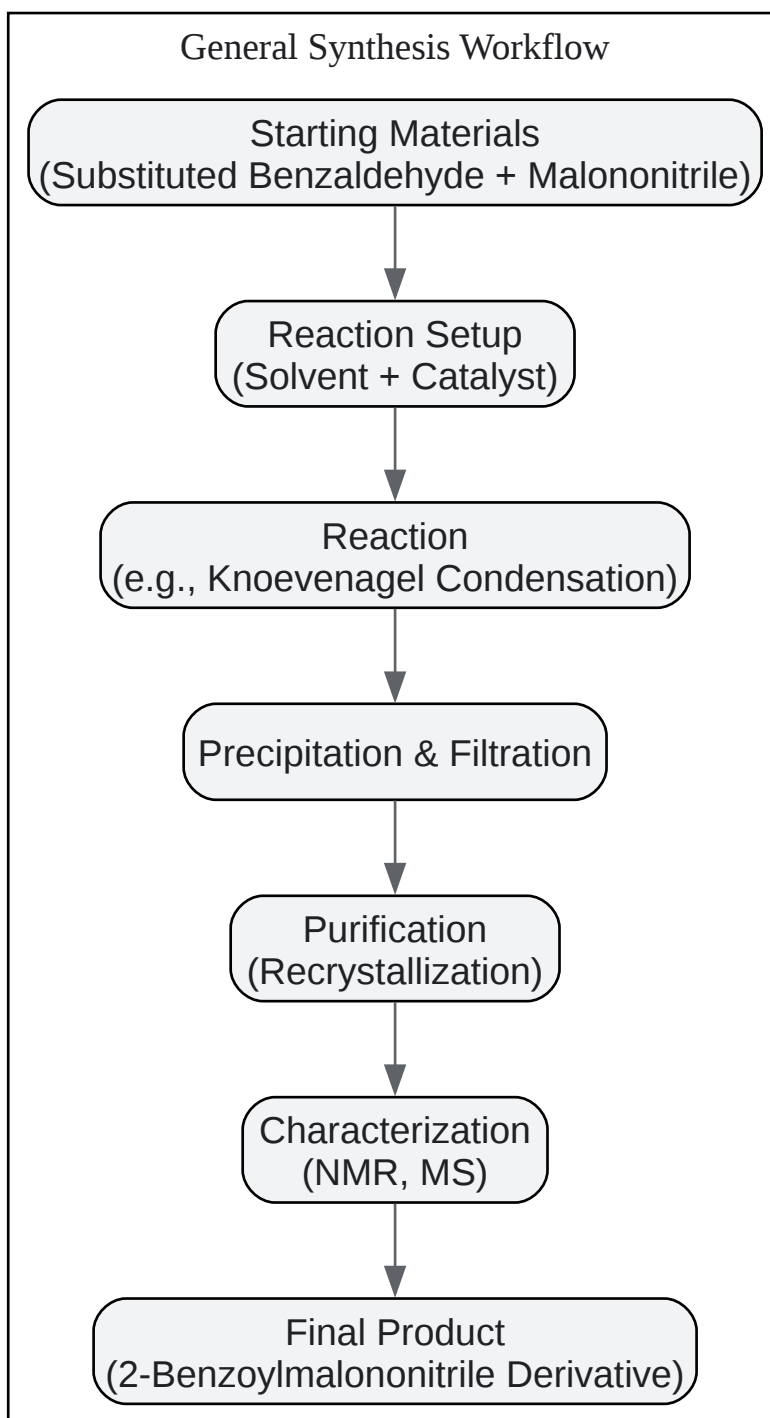 General Synthesis Workflow
Starting Materials
(Substituted Benzaldehyde + Malononitrile)
Reaction Setup
(Solvent + Catalyst)
Reaction
(e.g., Knoevenagel Condensation)
Precipitation & Filtration
Purification
(Recrystallization)
Characterization
(NMR, MS)
Final Product
(2-Benzoylmalononitrile Derivative)